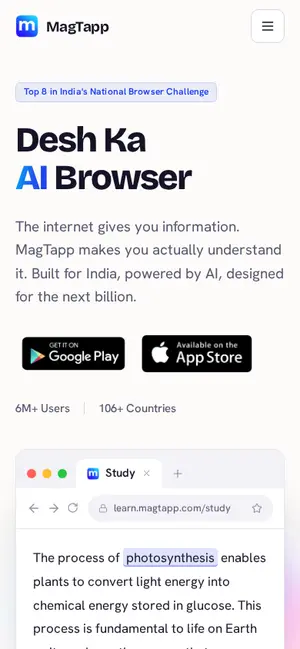 MagTapp
Top 8 in India's National Browser Challenge
Desh Ka
AI Browser
The internet gives you information.
MagTapp makes you actually understand
it. Built for India, powered by AI, designed
for the next billion.
GET IT ON
Google Play
Available on the
App Store
6M+ Users
106+ Countries
m Study
learn.magtapp.com/study
The process of photosynthesis enables
plants to convert light energy into
chemical energy stored in glucose. This
process is fundamental to life on Earth